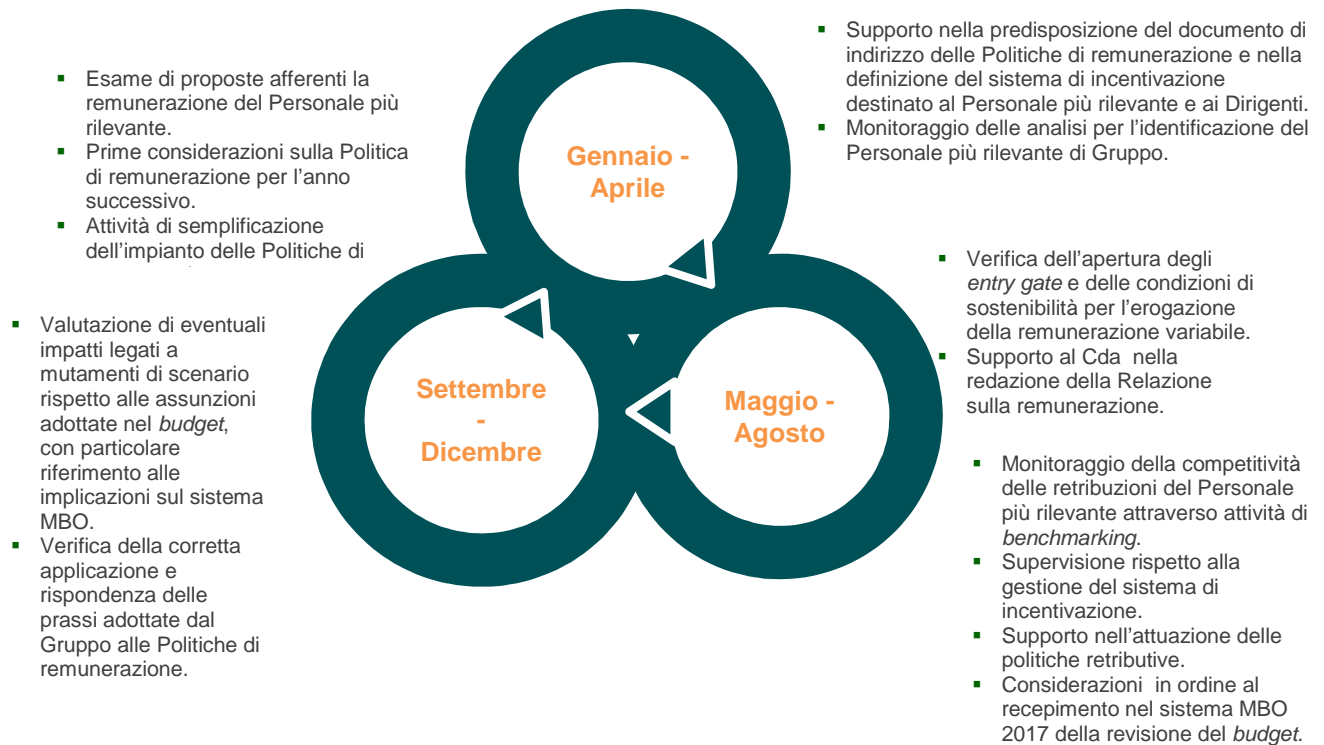 ▪ Supporto nella predisposizione del documento di
indirizzo delle Politiche di remunerazione e nella
definizione del sistema di incentivazione
destinato al Personale più rilevante e ai Dirigenti.
▪ Monitoraggio delle analisi per l'identificazione del
Personale più rilevante di Gruppo.
▪ Esame di proposte afferenti la
remunerazione del Personale più
rilevante.
▪ Prime considerazioni sulla Politica
di remunerazione per l'anno
successivo.
▪ Attività di semplificazione
dell'impianto delle Politiche di
Gennaio -
Aprile
▪ Verifica dell'apertura degli
entry gate e delle condizioni di
sostenibilità per l'erogazione
della remunerazione variabile.
▪ Supporto al Cda nella
redazione della Relazione
sulla remunerazione.
▪ Valutazione di eventuali
impatti legati a
mutamenti di scenario
rispetto alle assunzioni
adottate nel budget,
con particolare
riferimento alle
implicazioni sul sistema
MBO.
▪ Verifica della corretta
applicazione e
rispondenza delle
prassi adottate dal
Gruppo alle Politiche di
remunerazione.
Settembre
-
Dicembre
Maggio -
Agosto
▪ Monitoraggio della competitività
delle retribuzioni del Personale
più rilevante attraverso attività di
benchmarking.
▪ Supervisione rispetto alla
gestione del sistema di
incentivazione.
▪ Supporto nell'attuazione delle
politiche retributive.
▪ Considerazioni in ordine al
recepimento nel sistema MBO
2017 della revisione del budget.